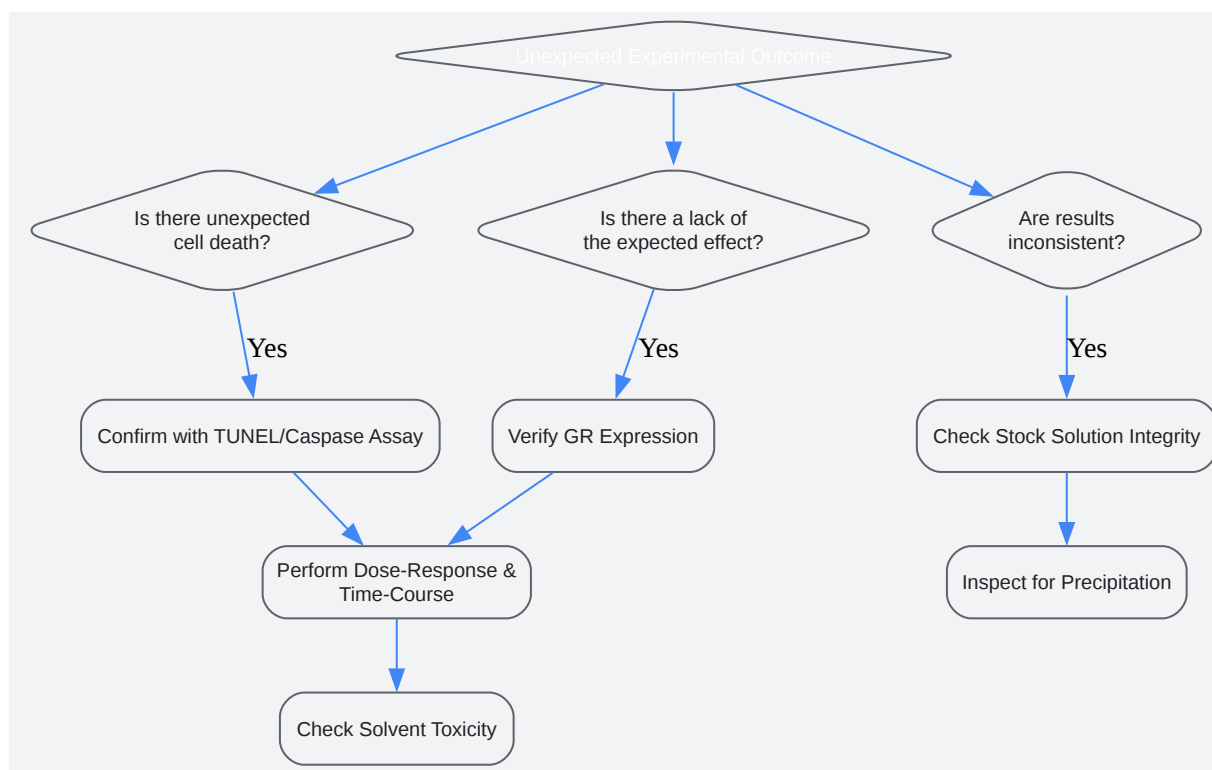 Unexpected Experimental Outcome
Is there unexpected
cell death?
Is there a lack of
the expected effect?
Are results
inconsistent?
Yes
Yes
Yes
Confirm with TUNEL/Caspase Assay
Verify GR Expression
Check Stock Solution Integrity
Perform Dose-Response &
Time-Course
Inspect for Precipitation
Check Solvent Toxicity